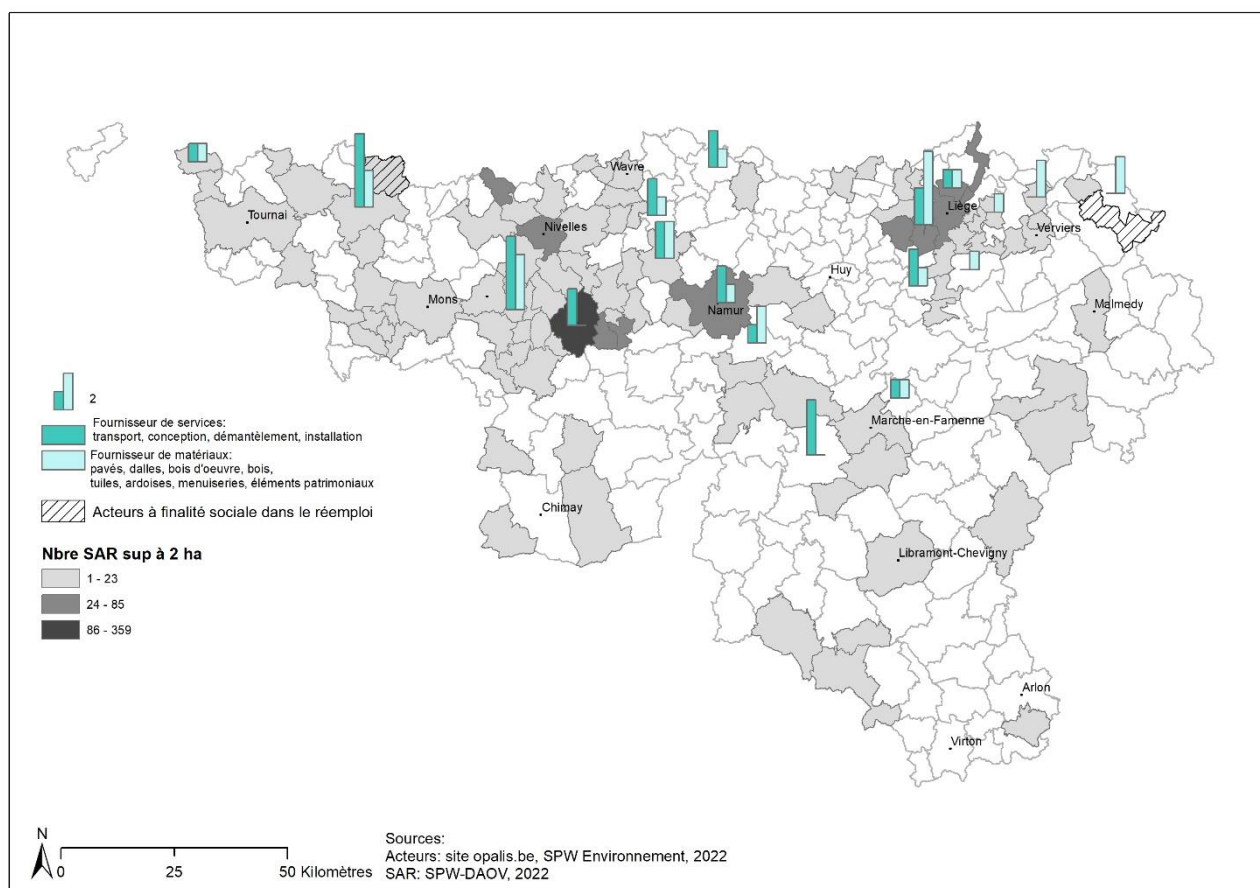 Wavre
Tournai
Nivelles
Liège
Verviers
Huy
Mons
Namur
Malmedy
Marche-en-Famenne
Chimay
Libramont-Chevigny
Arlon
Virton
2
Fournisseur de services:
transport, conception, démantèlement, installation
Fournisseur de matériaux:
pavés, dalles, bois d'oeuvre, bois,
tuiles, ardoises, menuiseries, éléments patrimoniaux
Acteurs à finalité sociale dans le réemploi
Nbre SAR sup à 2 ha
1 - 23
24 - 85
86 - 359
N
0 25 50 Kilomètres
Sources:
Acteurs: site opalis.be, SPW Environnement, 2022
SAR: SPW-DAOV, 2022